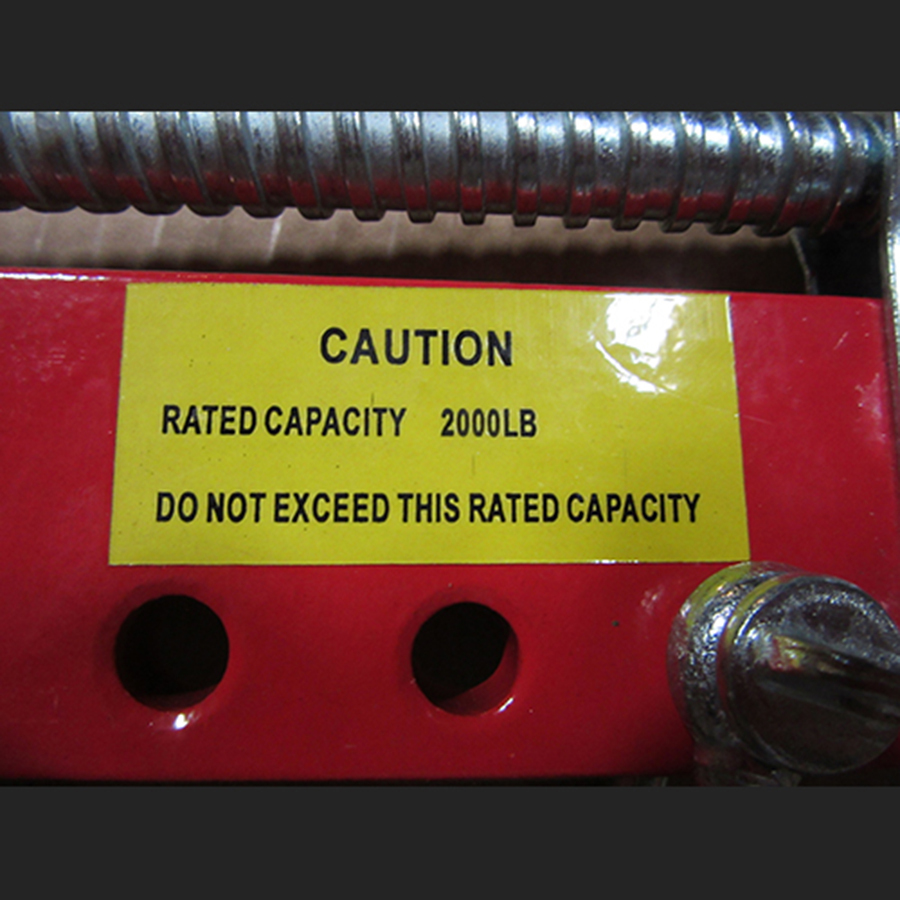 CAUTION
RATED CAPACITY 2000LB
DO NOT EXCEED THIS RATED CAPACITY